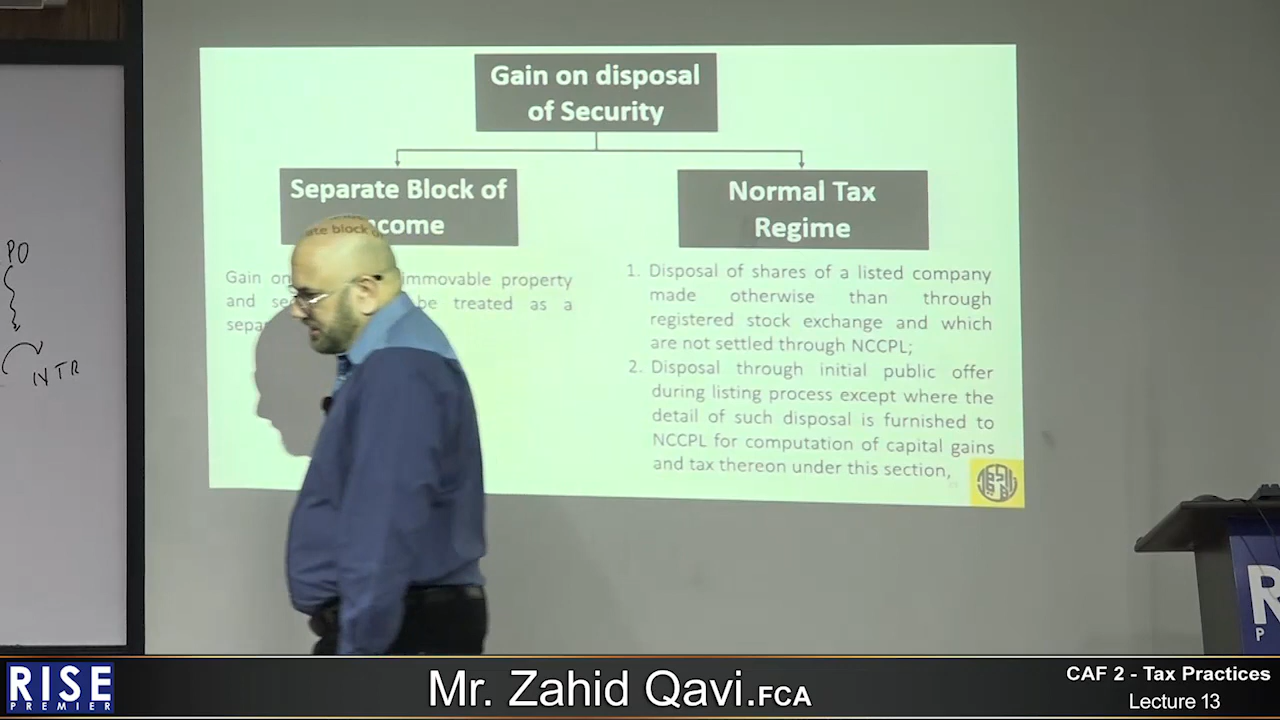 Gain on disposal
of Security
Separate Block of
come
ate block
Gain on immovable property
and be treated as a
Normal Tax
Regime
1. Disposal of shares of a listed company
made otherwise than through
registered stock exchange and which
are not settled through NCCPL;
2. Disposal through initial public offer
during listing process except where the
detail of such disposal is furnished to
NCCPL for computation of capital gains
and tax thereon under this section,
PO
NTR
R
P
RISE
PREMIER
Mr. Zahid Qavi.FCA
CAF 2 - Tax Practices
Lecture 13